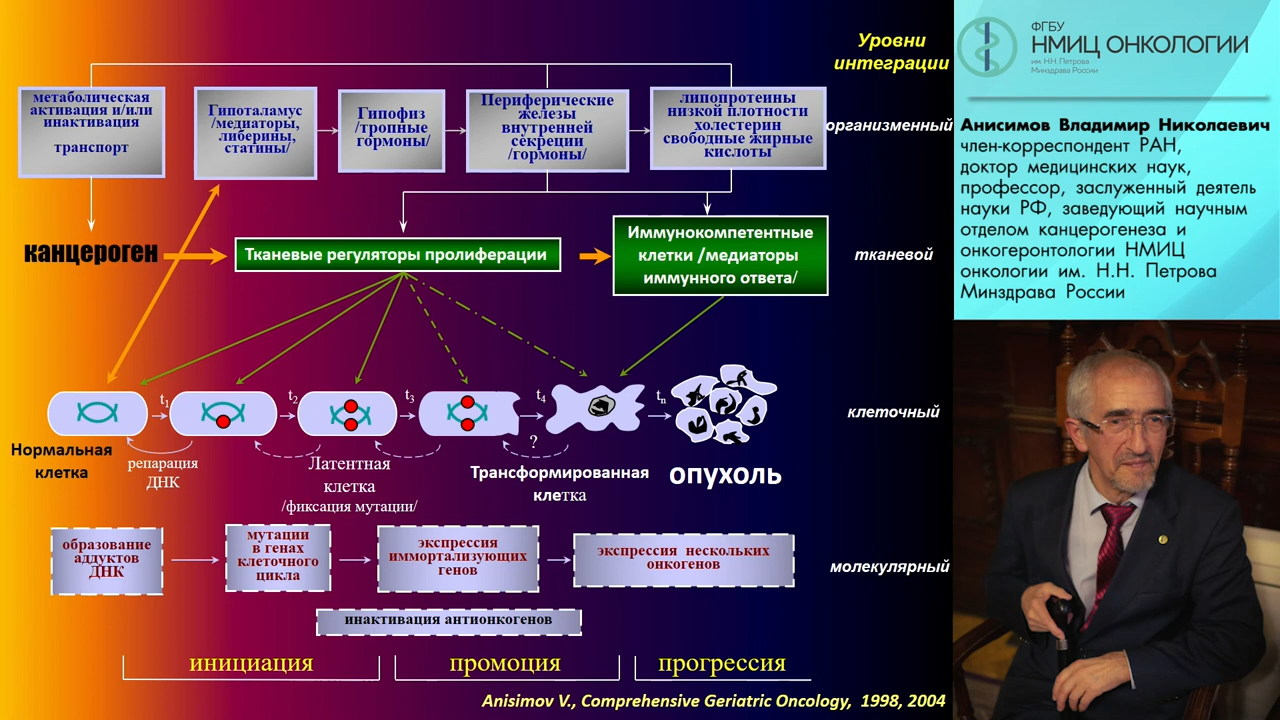 Уровни
интеграции
метаболическая
активация и/или
инактивация
транспорт
Гипоталамус
/медиаторы,
либерины,
статины/
Гипофиз
/тропные
гормоны/
Периферические
железы
внутренней
секреции
/гормоны/
липопротеины
низкой плотности
холестерин
свободные жирные
кислоты
организменный
канцероген
Тканевые регуляторы пролиферации
Иммунокомпетентные
клетки /медиаторы
иммунного ответа/
тканевой
t1
t2
t3
t4
tn
клеточный
Нормальная
клетка
репарация
ДНК
Латентная
клетка
/фиксация мутации/
?
Трансформированная
клетка
опухоль
образование
аддуктов
ДНК
мутации
в генах
клеточного
цикла
экспрессия
иммортализующих
генов
экспрессия нескольких
онкогенов
молекулярный
инактивация антионкогенов
инициация
промоция
прогрессия
Anisimov V., Comprehensive Geriatric Oncology, 1998, 2004
ФГБУ
НМИЦ ОНКОЛОГИИ
им. Н.Н. Петрова
Минздрава России
Анисимов Владимир Николаевич
член-корреспондент РАН,
доктор медицинских наук,
профессор, заслуженный деятель
науки РФ, заведующий научным
отделом канцерогенеза и
онкогеронтологии НМИЦ
онкологии им. Н.Н. Петрова
Минздрава России